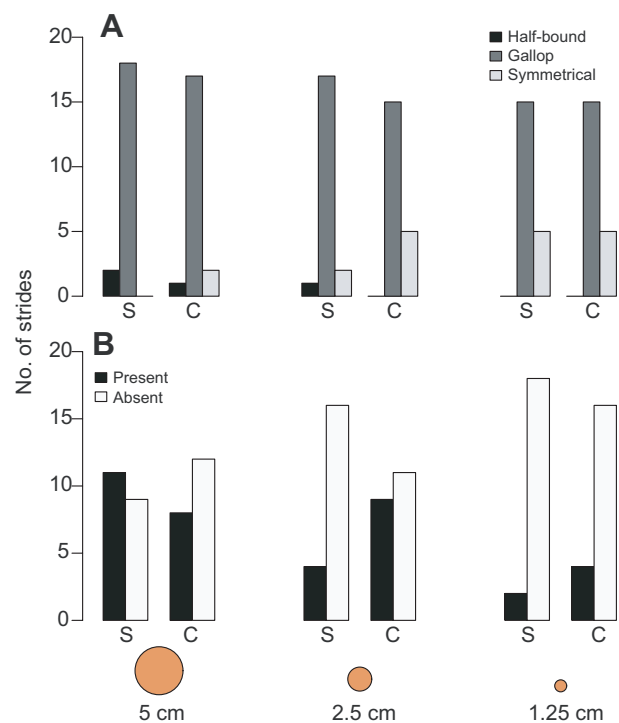 A
Half-bound
Gallop
Symmetrical
20
15
10
5
0
S C S C S C
No. of strides
B
Present
Absent
20
15
10
5
0
S C S C S C
5 cm 2.5 cm 1.25 cm